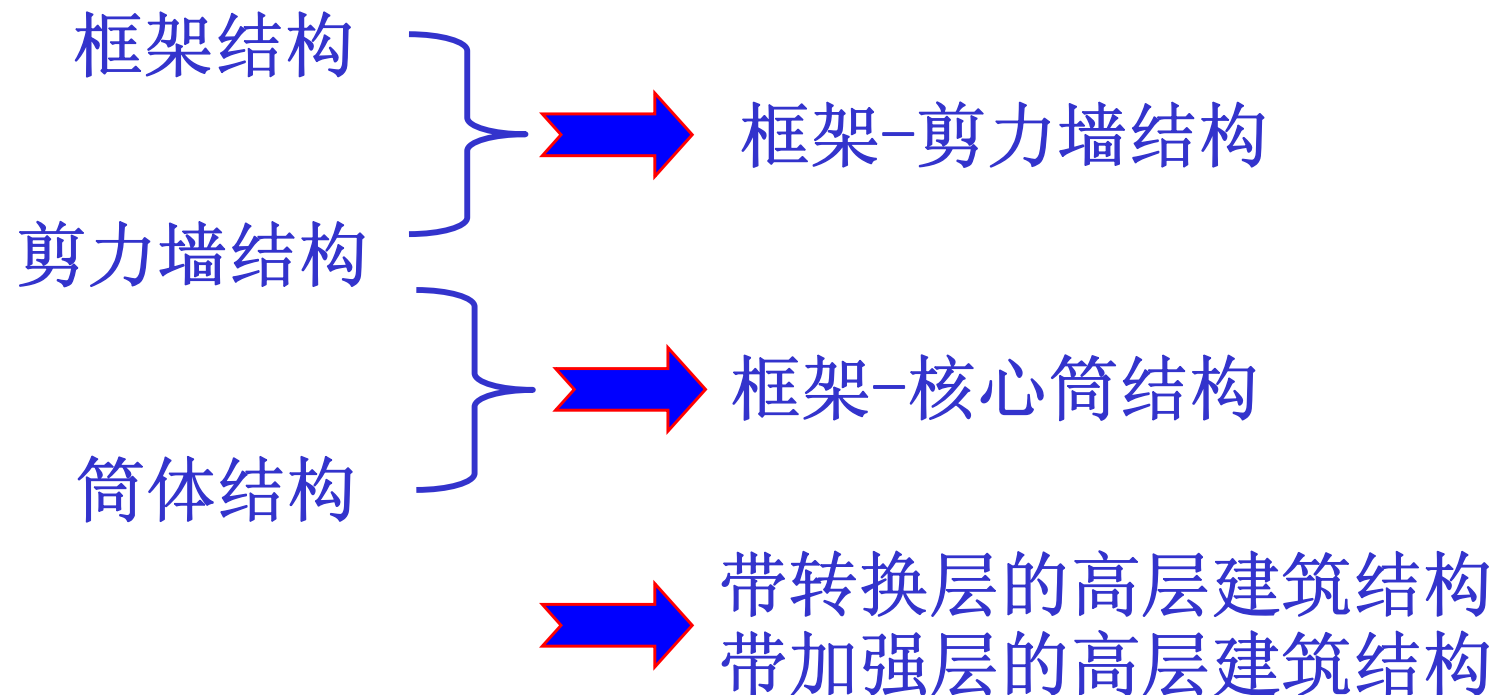 框架结构
框架-剪力墙结构
剪力墙结构
框架-核心筒结构
筒体结构
带转换层的高层建筑结构
带加强层的高层建筑结构